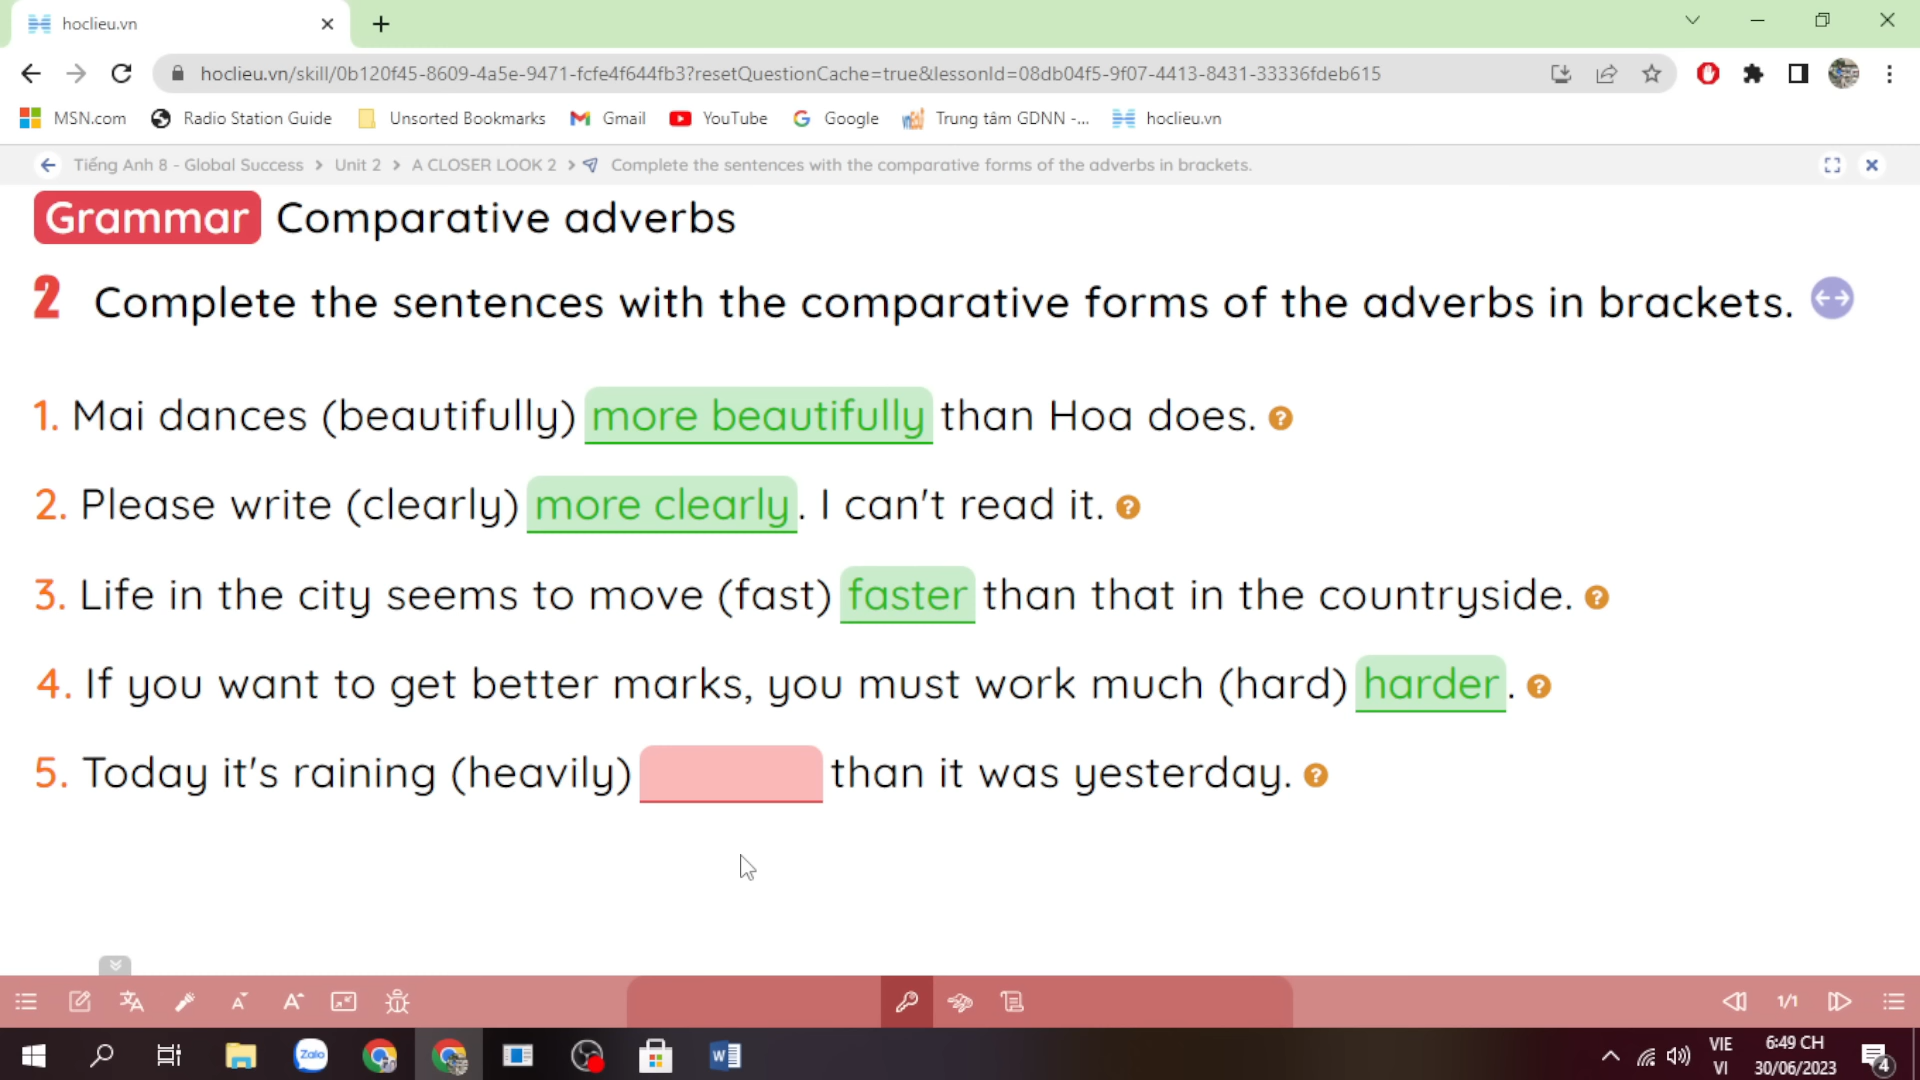 hoclieu.vn
hoclieu.vn/skill/0b120f45-8609-4a5e-9471-fcfe4f644fb3?resetQuestionCache=true&lessonId=08db04f5-9f07-4413-8431-33336fdeb615
MSN.com Radio Station Guide Unsorted Bookmarks Gmail YouTube Google Trung tâm GDNN -... hoclieu.vn
Tiếng Anh 8 - Global Success > Unit 2 > A CLOSER LOOK 2 > Complete the sentences with the comparative forms of the adverbs in brackets.
Grammar Comparative adverbs
2 Complete the sentences with the comparative forms of the adverbs in brackets.
1. Mai dances (beautifully) more beautifully than Hoa does. ?
2. Please write (clearly) more clearly. I can't read it. ?
3. Life in the city seems to move (fast) faster than that in the countryside. ?
4. If you want to get better marks, you must work much (hard) harder. ?
5. Today it's raining (heavily) than it was yesterday. ?
1/1
Zalo
VIE 6:49 CH
VI 30/06/2023 4